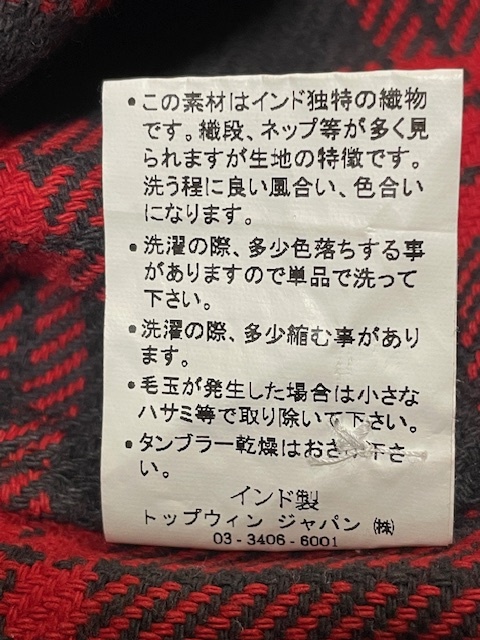 •この素材はインド独特の織物
です。織段、ネップ等が多く見
られますが生地の特徴です。
洗う程に良い風合い、色合い
になります。
•洗濯の際、多少色落ちする事
がありますので単品で洗って
下さい。
•洗濯の際、多少縮む事があり
ます。
•毛玉が発生した場合は小さな
ハサミ等で取り除いて下さい。
•タンブラー乾燥はおさ 下さ
い。
インド製
トップウィン ジャパン ㈱
03-3406-6001